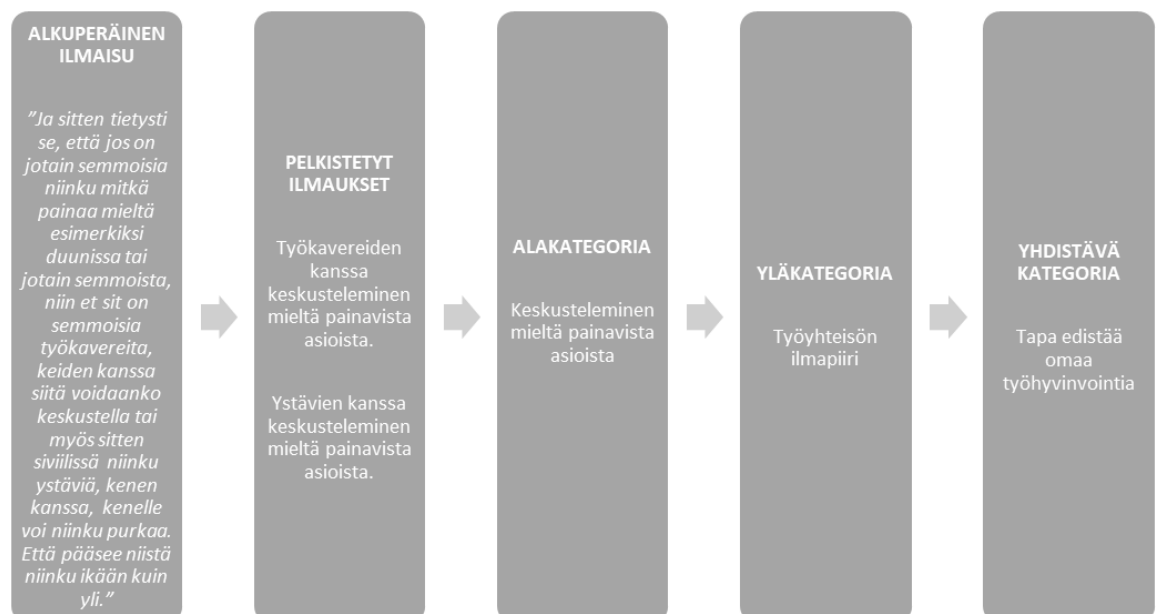 ALKUPERÄINEN
ILMAISU
”Ja sitten tietysti
se, että jos on
jotain semmoisia
niinku mitkä
painaa mieltä
esimerkiksi
duunissa tai
jotain semmoista,
niin et sit on
semmoisia
työkavereita,
keiden kanssa
siitä voidaanko
keskustella tai
myös sitten
siviilissä niinku
ystäviä, kenen
kanssa, kenelle
voi niinku purkaa.
Että pääsee niistä
niinku ikään kuin
yli.”
PELKISTETYT
ILMAUKSET
Työkavereiden
kanssa
keskusteleminen
mieltä painavista
asioista.
Ystävien kanssa
keskusteleminen
mieltä painavista
asioista.
ALAKATEGORIA
Keskusteleminen
mieltä painavista
asioista
YLÄKATEGORIA
Työyhteisön
ilmapiiri
YHDISTÄVÄ
KATEGORIA
Tapa edistää
omaa
työhyvinvointia